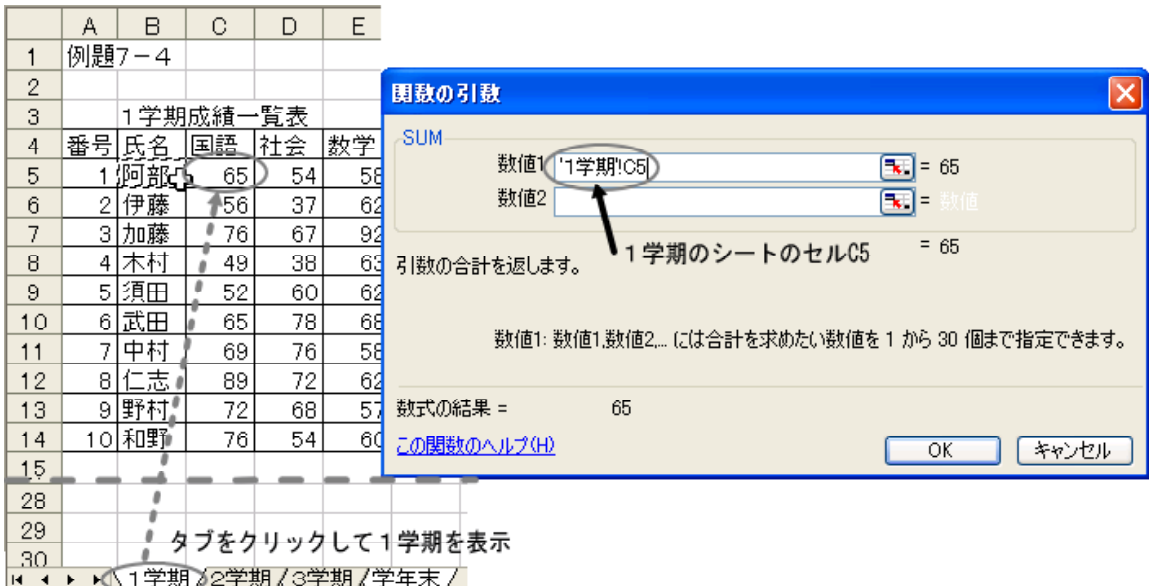 A B C D E
1 例題7－4
2
3 1学期成績一覧表
4 番号 氏名 国語 社会 数学
5 1 阿部 65 54 58
6 2 伊藤 56 37 62
7 3 加藤 76 67 92
8 4 木村 49 38 63
9 5 須田 52 60 62
10 6 武田 65 78 68
11 7 中村 69 76 58
12 8 仁志 89 72 62
13 9 野村 72 68 57
14 10 和野 76 54 60
15
28
29
30
タブをクリックして１学期を表示
1学期 2学期 3学期 学年末
関数の引数
SUM
数値1 '1学期'!C5 = 65
数値2 = 数値
１学期のシートのセルC5
= 65
引数の合計を返します。
数値1: 数値1,数値2,... には合計を求めたい数値を 1 から 30 個まで指定できます。
数式の結果 = 65
この関数のヘルプ(H)
OK キャンセル